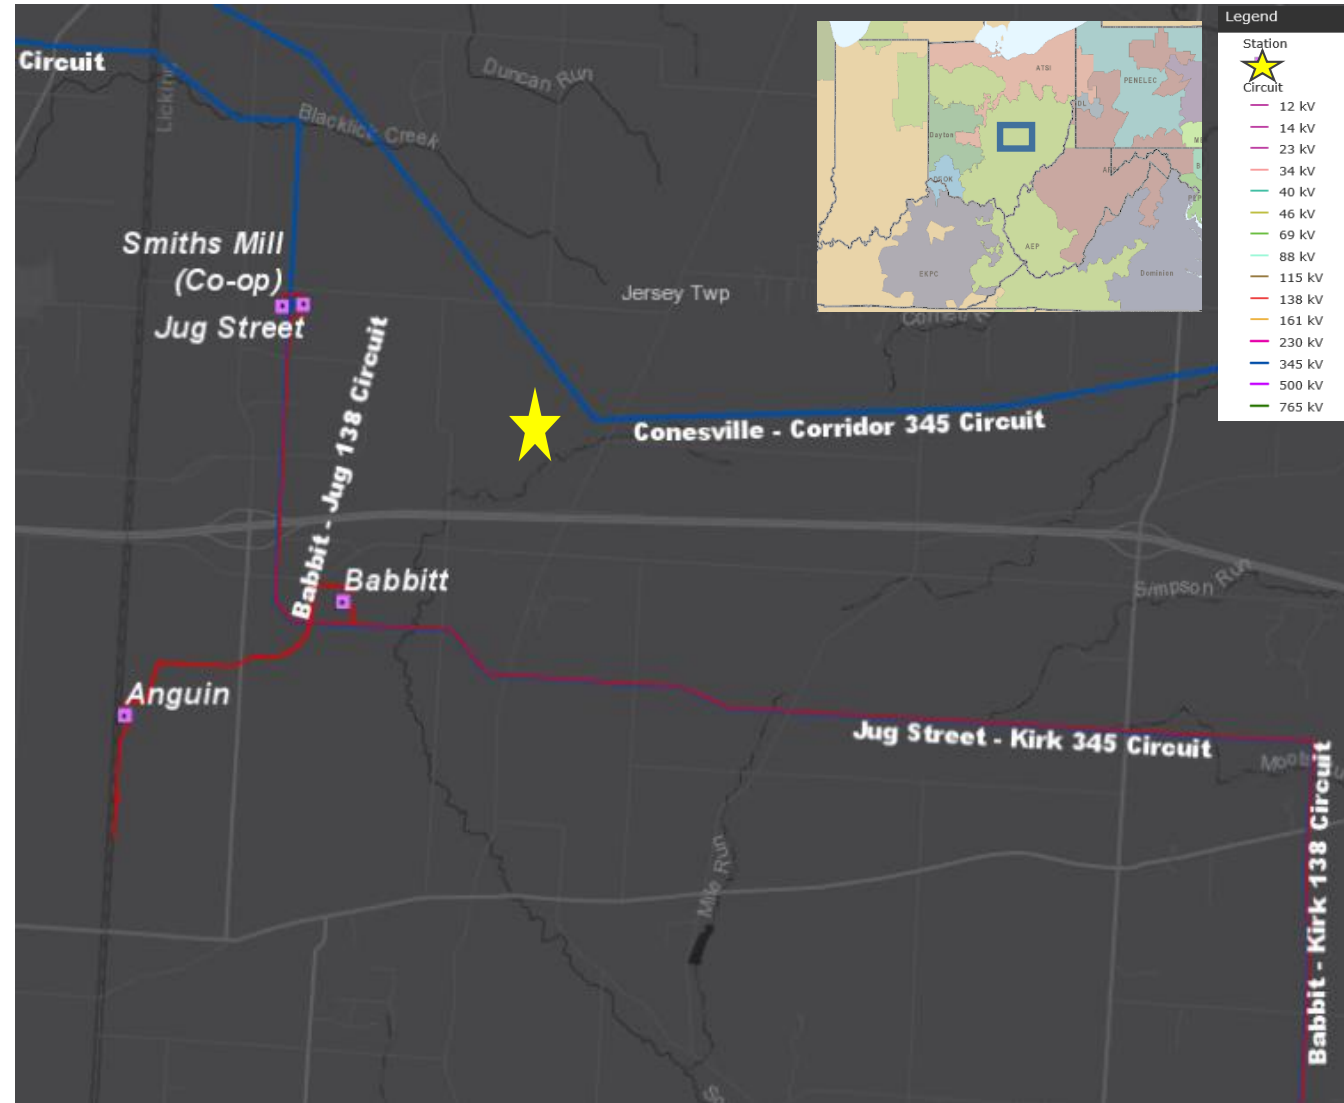 Circuit
Licking
Duncan Run
Blacklick Creek
Smiths Mill
(Co-op)
Jug Street
Jersey Twp
Babbit - Jug 138 Circuit
Conesville - Corridor 345 Circuit
Babbitt
Simpson Run
Anguin
Jug Street - Kirk 345 Circuit
Babbit - Kirk 138 Circuit
Run
ATSI
PENELEC
Dayton
EKPC
AEP
Dominion
Legend
Station
Circuit
12 kV
14 kV
23 kV
34 kV
40 kV
46 kV
69 kV
88 kV
115 kV
138 kV
161 kV
230 kV
345 kV
500 kV
765 kV